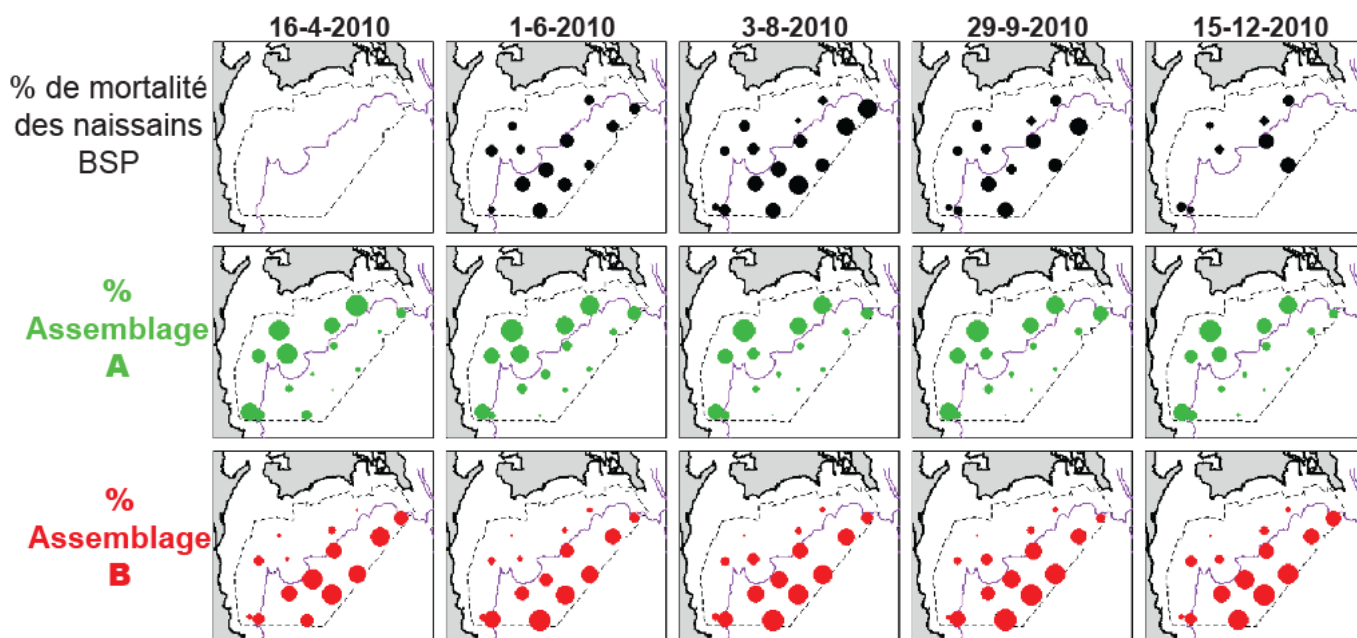 16-4-2010
1-6-2010
3-8-2010
29-9-2010
15-12-2010
% de mortalité
des naissains
BSP
%
Assemblage
A
%
Assemblage
B